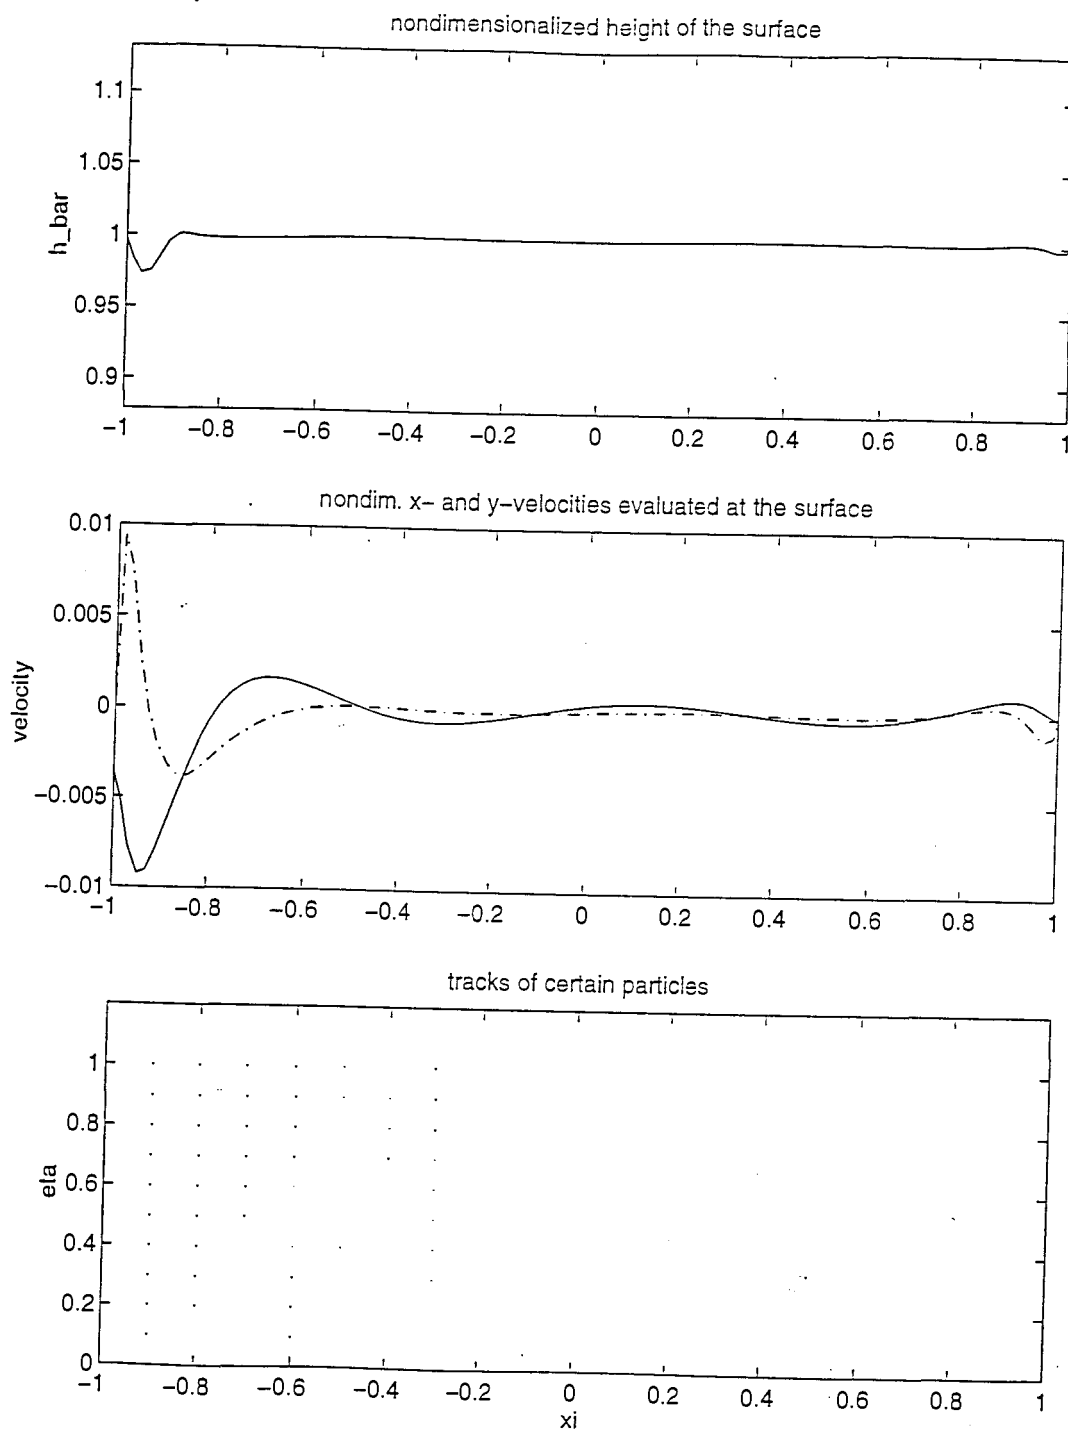 nondimensionalized height of the surface
1.1
1.05
1
0.95
0.9
h_bar
−1 −0.8 −0.6 −0.4 −0.2 0 0.2 0.4 0.6 0.8 1
nondim. x− and y−velocities evaluated at the surface
0.01
0.005
0
−0.005
−0.01
velocity
−1 −0.8 −0.6 −0.4 −0.2 0 0.2 0.4 0.6 0.8 1
tracks of certain particles
1
0.8
0.6
0.4
0.2
0
eta
−1 −0.8 −0.6 −0.4 −0.2 0 0.2 0.4 0.6 0.8 1
xi